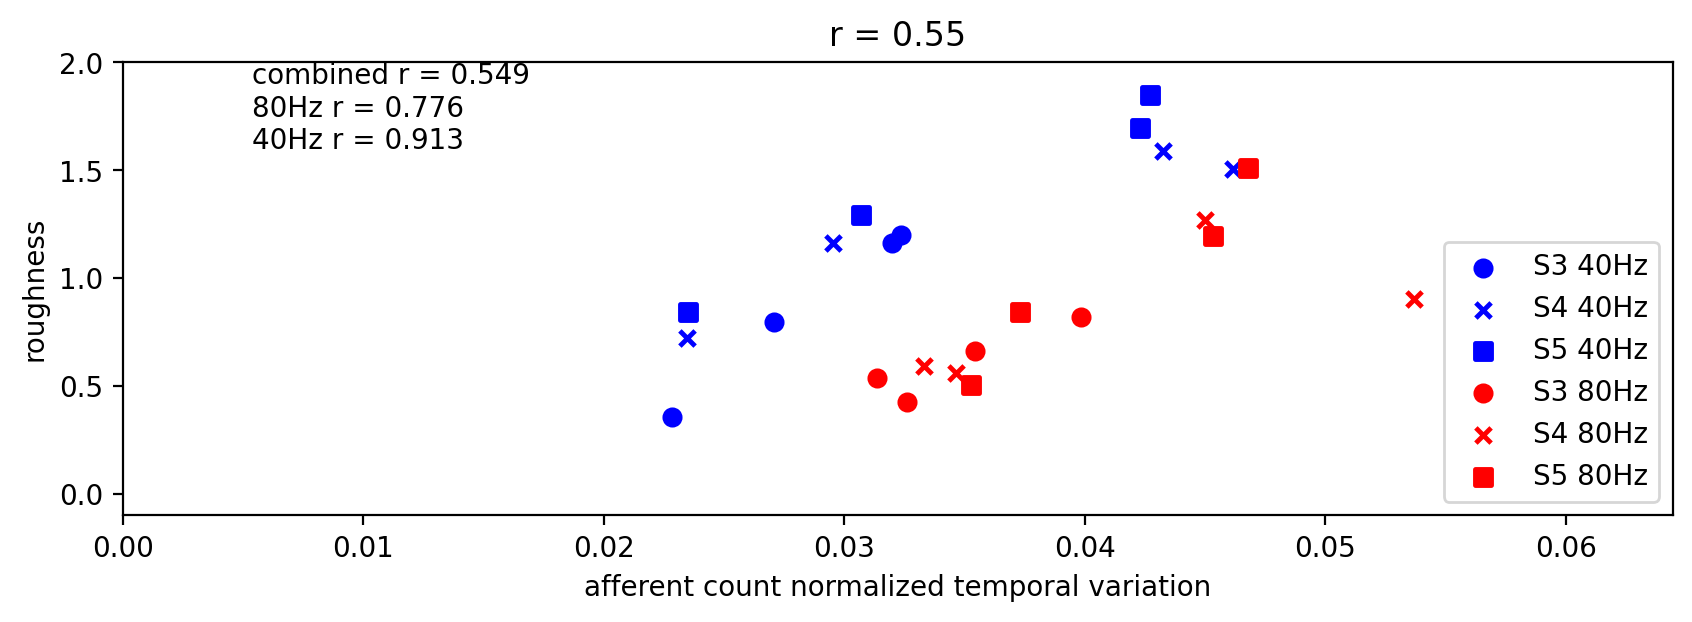 r = 0.55
combined r = 0.549
80Hz r = 0.776
40Hz r = 0.913
roughness
2.0
1.5
1.0
0.5
0.0
S3 40Hz
S4 40Hz
S5 40Hz
S3 80Hz
S4 80Hz
S5 80Hz
0.00 0.01 0.02 0.03 0.04 0.05 0.06
afferent count normalized temporal variation